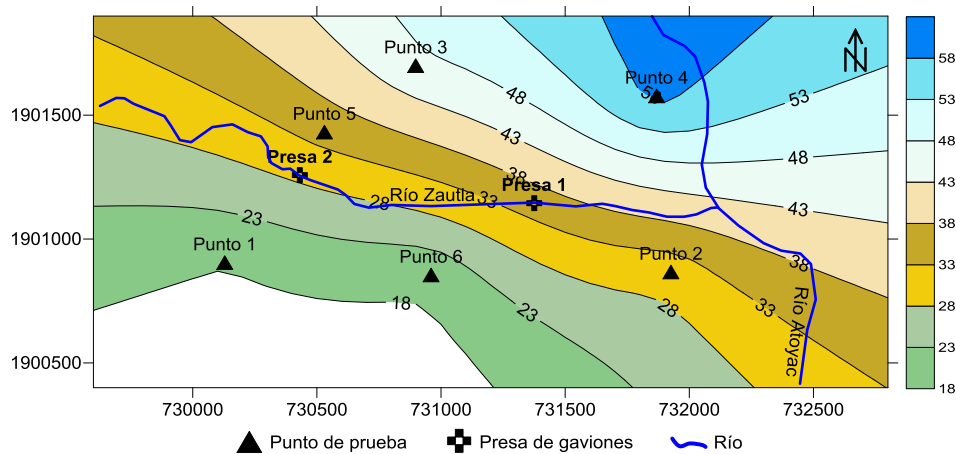 Punto 3
Punto 4
58
53
48
N
1901500
Punto 5
43
48
Presa 2
38
Presa 1
Río Zautla
28
33
43
23
1901000
Punto 1
Punto 6
Punto 2
38
18
23
28
33
Río Atoyac
1900500
730000
730500
731000
731500
732000
732500
58
53
48
43
38
33
28
23
18
Punto de prueba
Presa de gaviones
Río